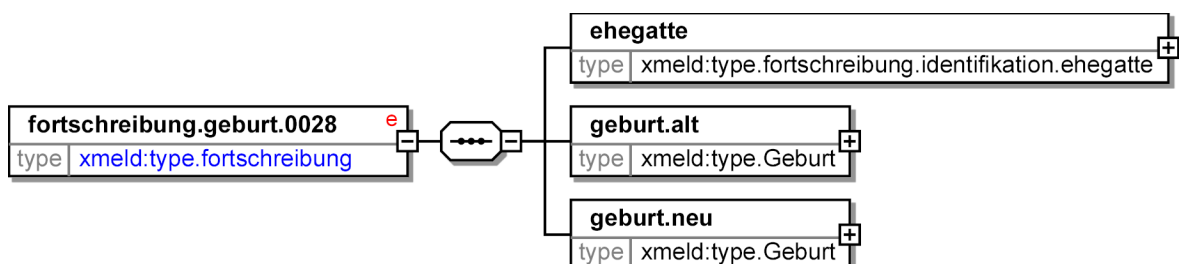 ehegatte
type xmeld:type.fortschreibung.identifikation.ehegatte
fortschreibung.geburt.0028 e
type xmeld:type.fortschreibung
geburt.alt
type xmeld:type.Geburt
geburt.neu
type xmeld:type.Geburt